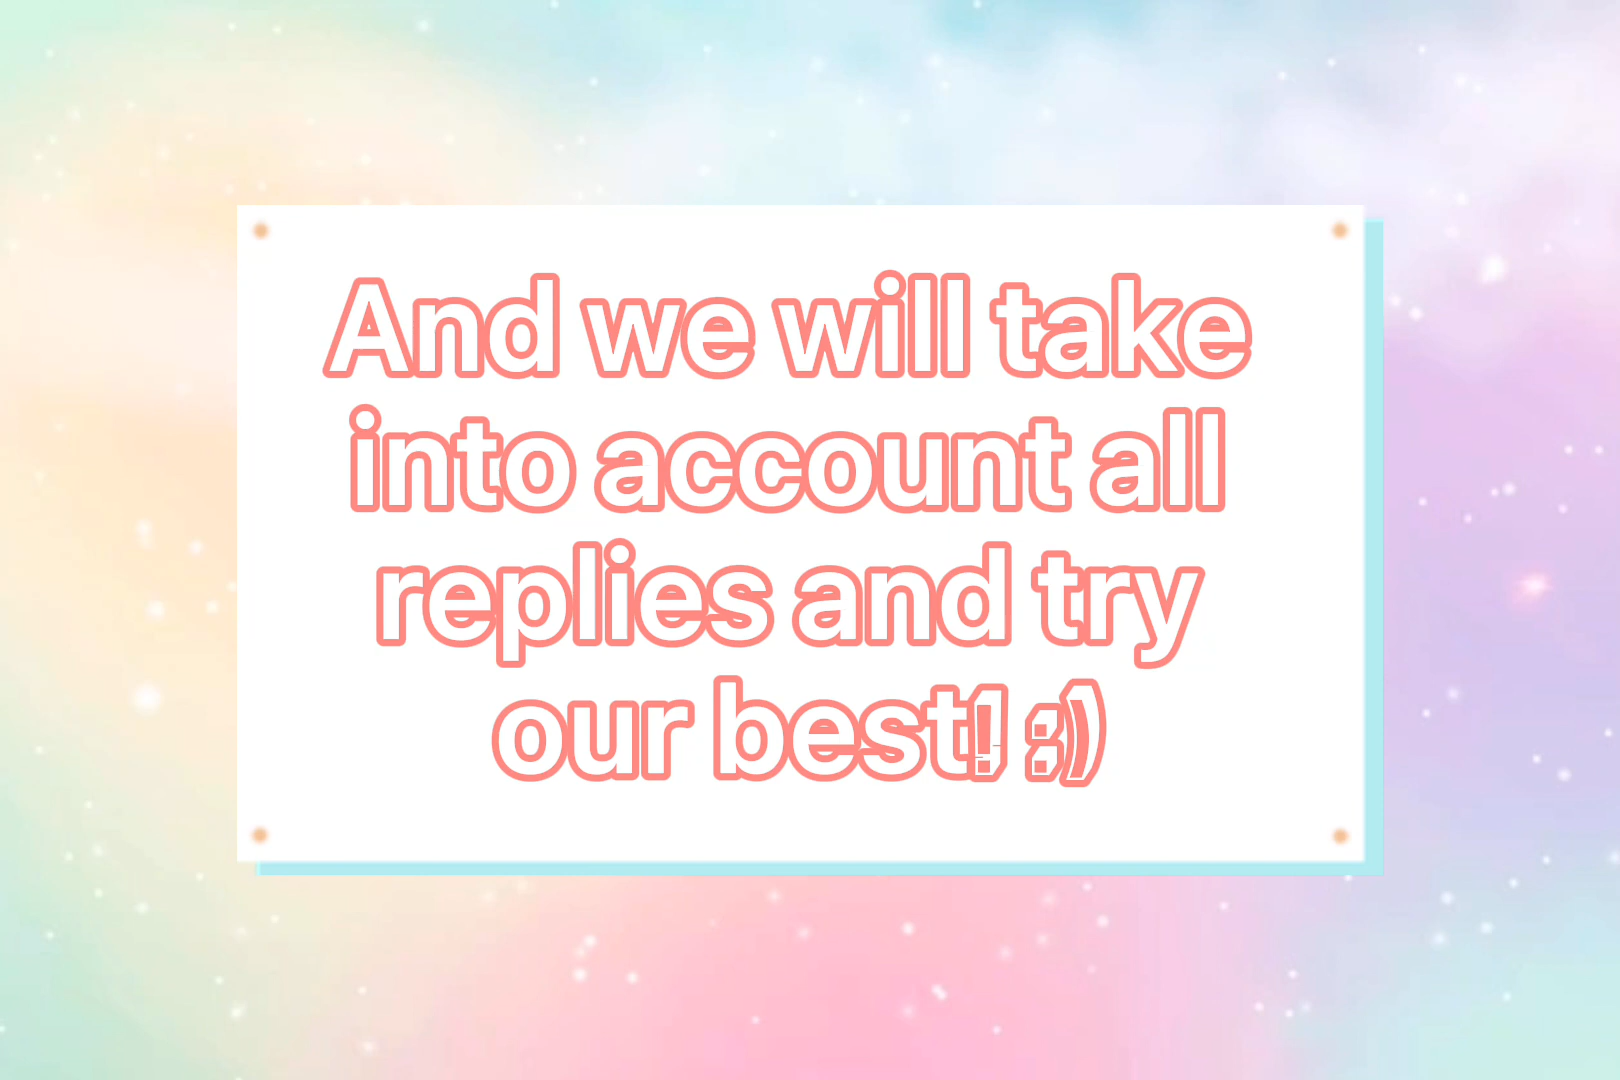 And we will take
into account all
replies and try
our best! :)